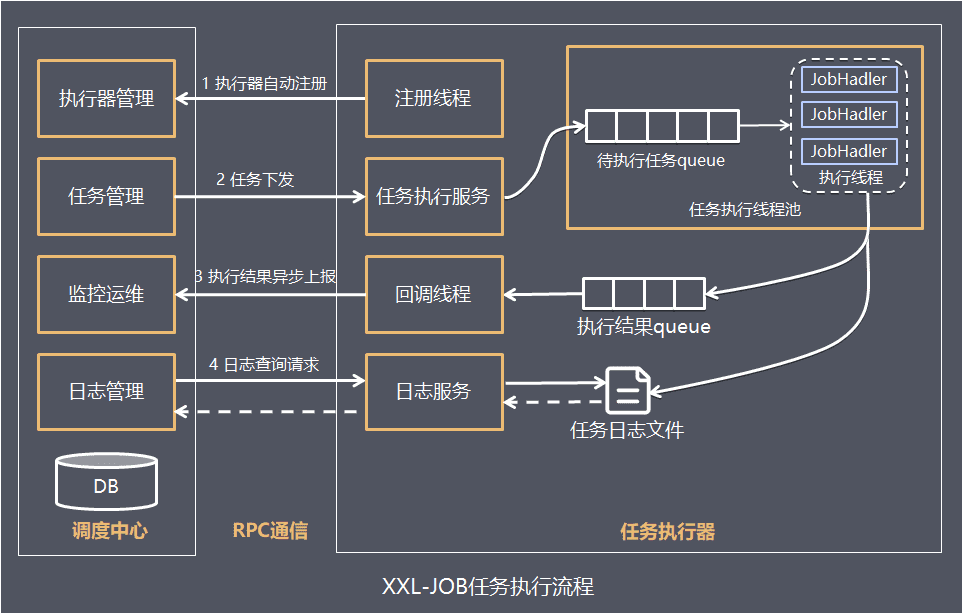 执行器管理
1 执行器自动注册
注册线程
JobHadler
JobHadler
JobHadler
执行线程
待执行任务queue
任务执行线程池
任务管理
2 任务下发
任务执行服务
监控运维
3 执行结果异步上报
回调线程
执行结果queue
日志管理
4 日志查询请求
日志服务
任务日志文件
DB
调度中心
RPC通信
任务执行器
XXL-JOB任务执行流程